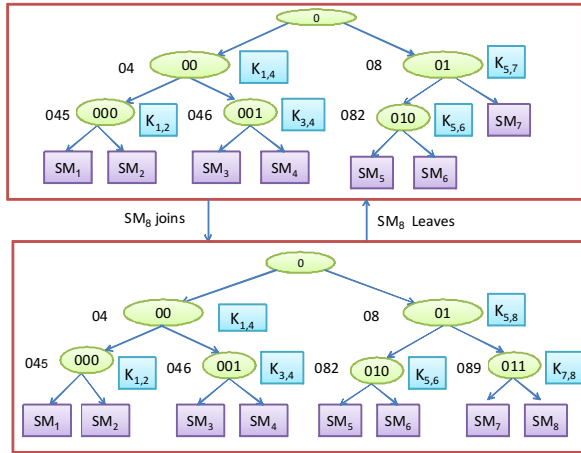 0
04 00 K1,4 08 01 K5,7
045 000 K1,2 046 001 K3,4 082 010 K5,6 SM7
SM1 SM2 SM3 SM4 SM5 SM6
SM8 joins SM8 Leaves
0
04 00 K1,4 08 01 K5,8
045 000 K1,2 046 001 K3,4 082 010 K5,6 089 011 K7,8
SM1 SM2 SM3 SM4 SM5 SM6 SM7 SM8